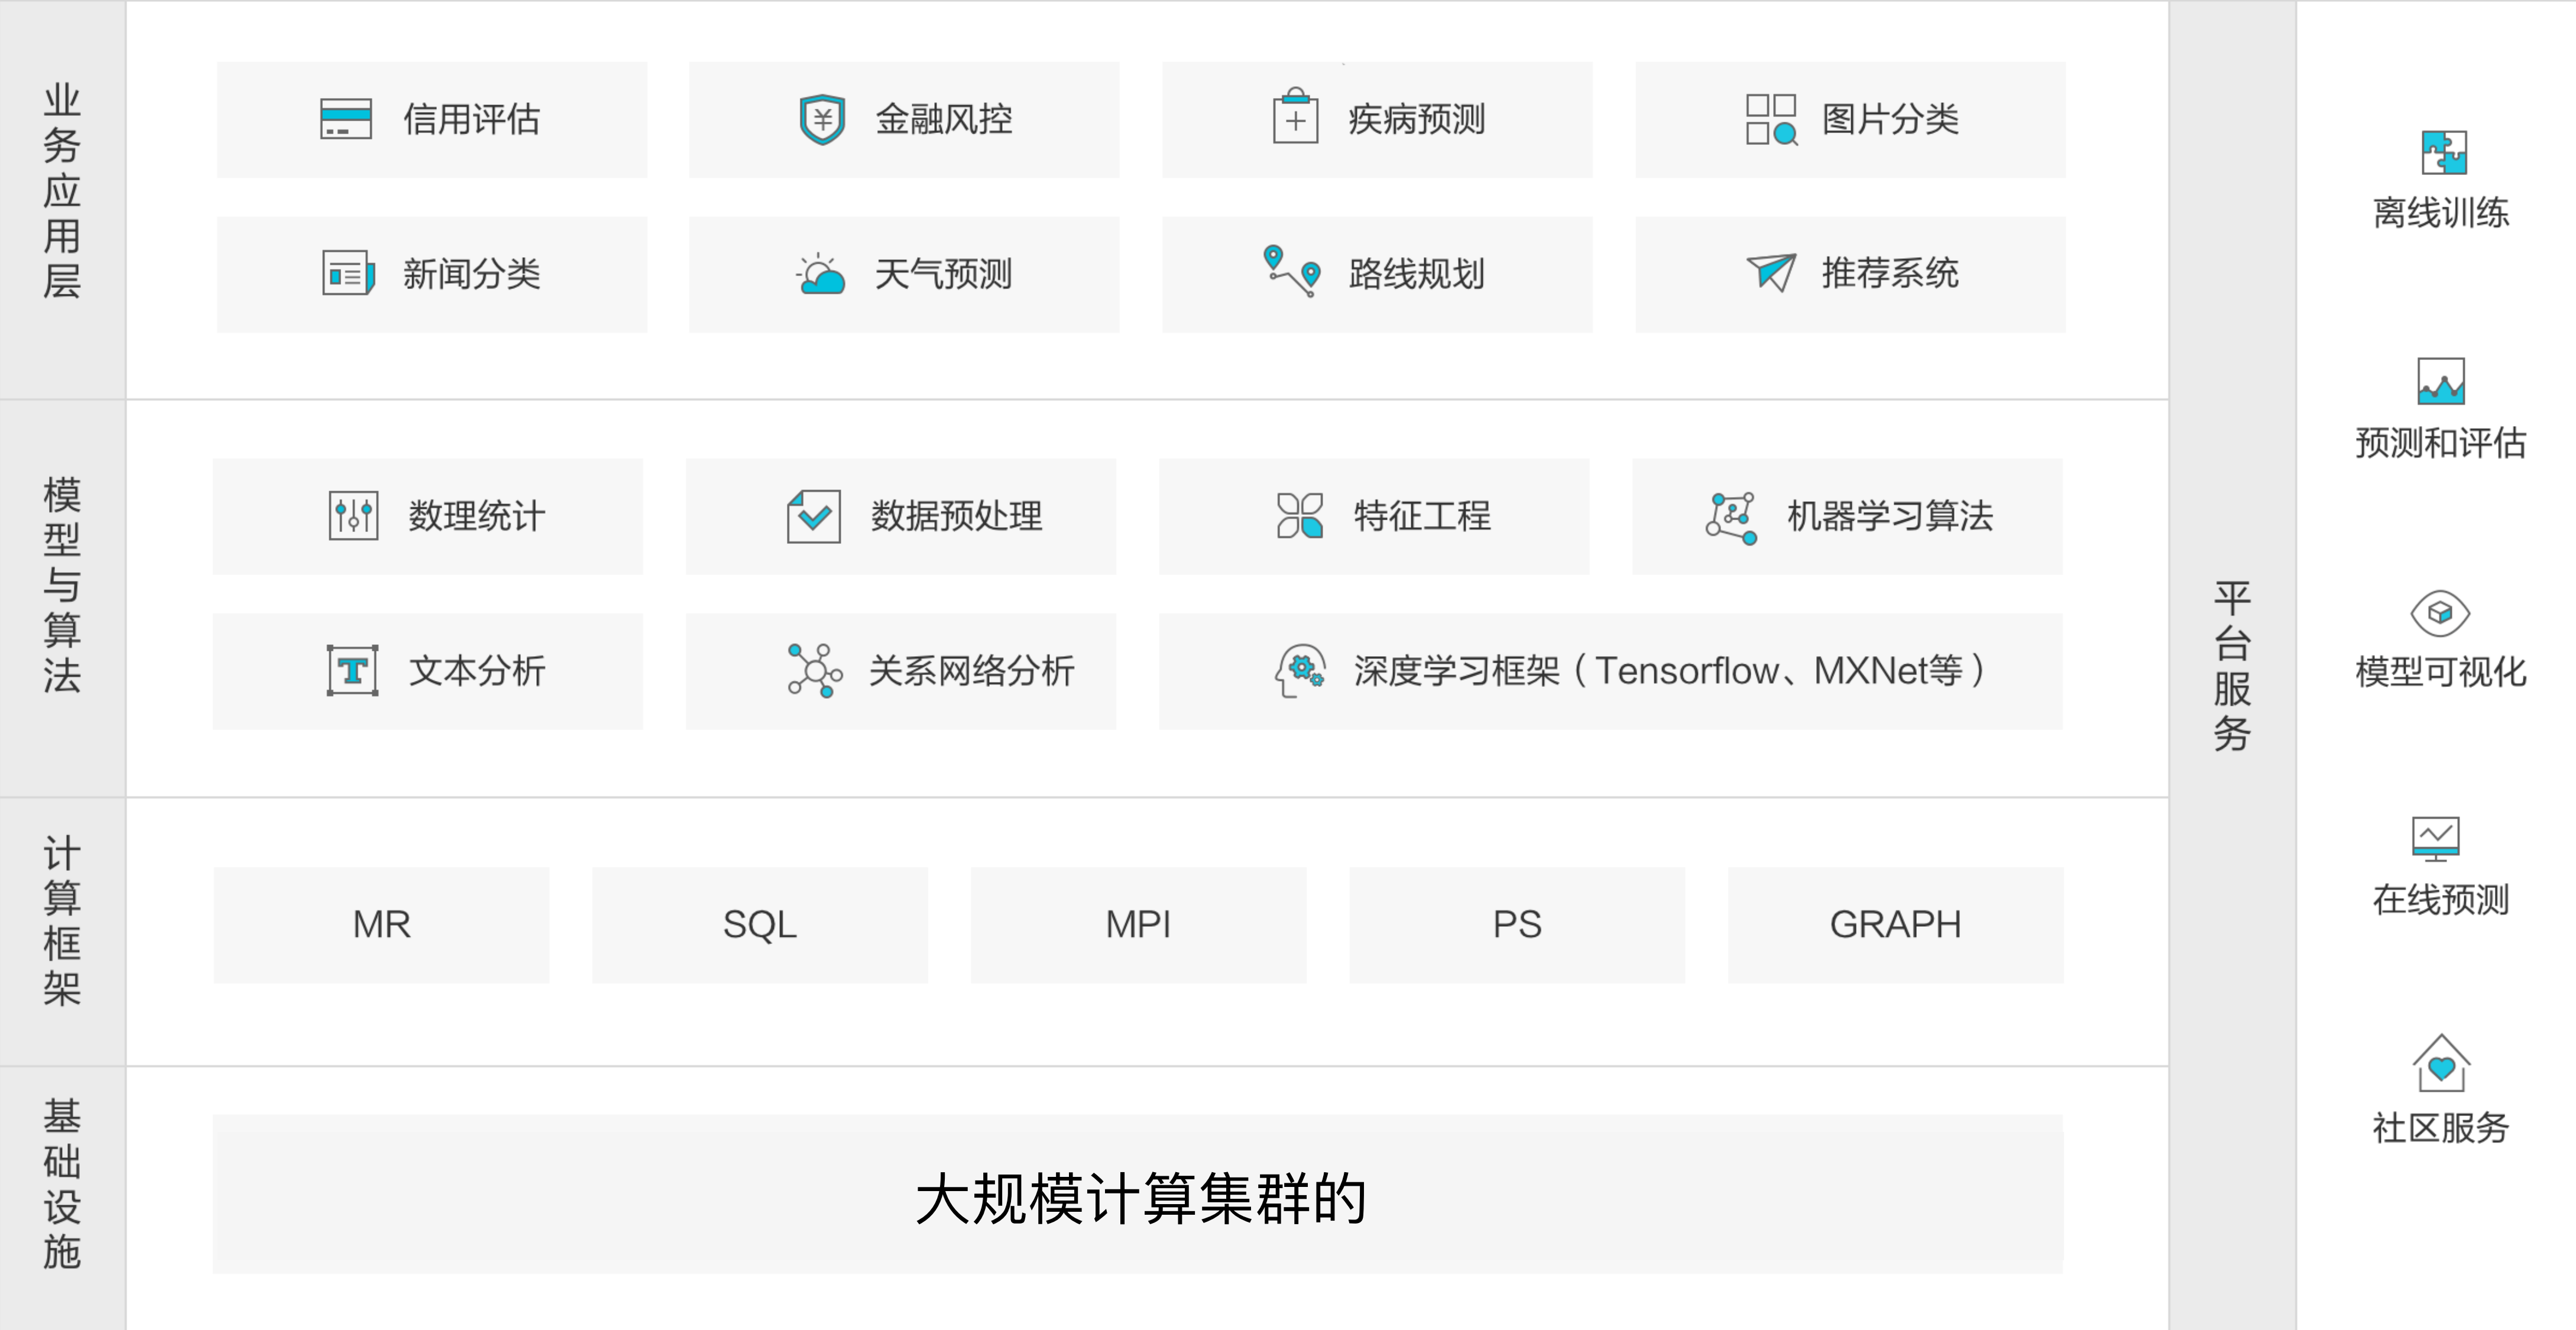 业务应用层
信用评估
金融风控
疾病预测
图片分类
新闻分类
天气预测
路线规划
推荐系统
模型与算法
数理统计
数据预处理
特征工程
机器学习算法
文本分析
关系网络分析
深度学习框架（Tensorflow、MXNet等）
计算框架
MR
SQL
MPI
PS
GRAPH
基础设施
大规模计算集群的
平台服务
离线训练
预测和评估
模型可视化
在线预测
社区服务